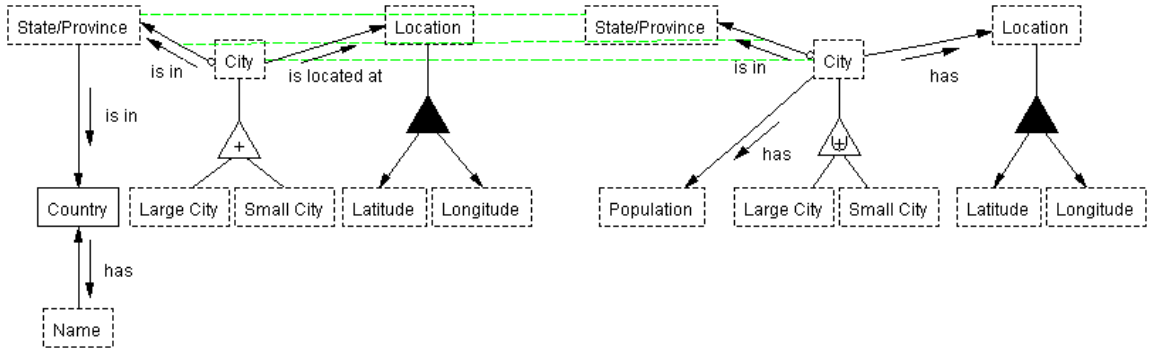 State/Province
Location
State/Province
Location
is in
City
is located at
is in
City
has
is in
+
has
+
Country
Large City
Small City
Latitude
Longitude
Population
Large City
Small City
Latitude
Longitude
has
Name